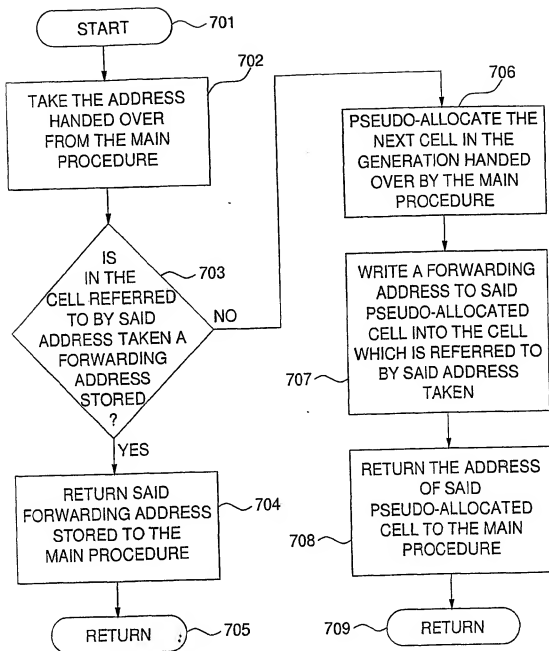 START
701
702
TAKE THE ADDRESS
HANDED OVER
FROM THE MAIN
PROCEDURE
703
IS
IN THE
CELL REFERRED
TO BY SAID
ADDRESS TAKEN A
FORWARDING
ADDRESS
STORED
?
NO
YES
RETURN SAID
FORWARDING ADDRESS
STORED TO THE
MAIN PROCEDURE
704
RETURN
705
706
PSEUDO-ALLOCATE THE
NEXT CELL IN THE
GENERATION HANDED
OVER BY THE MAIN
PROCEDURE
WRITE A FORWARDING
ADDRESS TO SAID
PSEUDO-ALLOCATED
CELL INTO THE CELL
WHICH IS REFERRED TO
BY SAID ADDRESS
TAKEN
707
RETURN THE ADDRESS
OF SAID
PSEUDO-ALLOCATED
CELL TO THE MAIN
PROCEDURE
708
RETURN
709